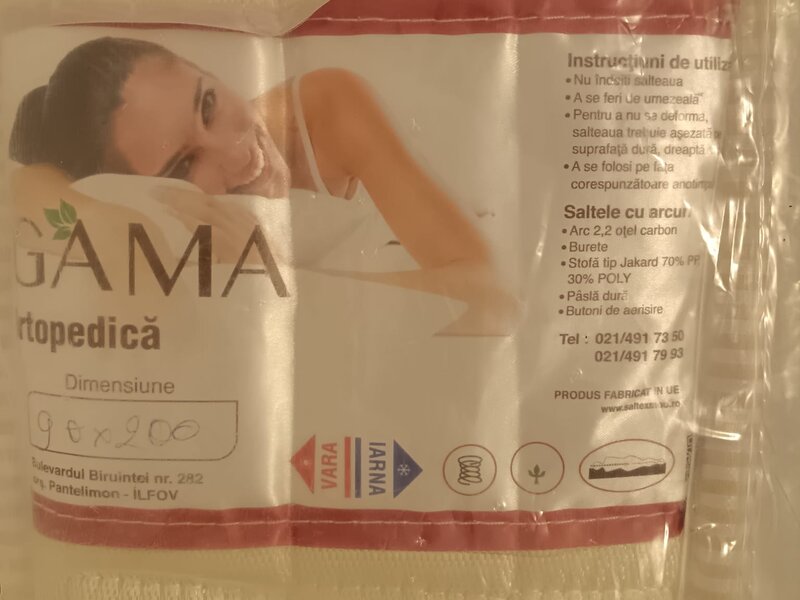 GAMA
rtopedică
Dimensiune
90x200
Bulevardul Biruintei nr. 282
Pantelimon - ILFOV
VARA
IARNA
Instrucțiuni de utiliz
• Nu îndoiți salteaua
• A se feri de umezeală
• Pentru a nu se deforma,
salteaua trebuie așezată
suprafață dură, dreaptă
• A se folosi pe fața
corespunzătoare anotimp
Saltele cu arcuri
• Arc 2,2 oțel carbon
• Burete
• Stofă tip Jakard 70% PP
30% POLY
• Pâslă dură
• Butoni de aerisire
Tel : 021/491 73 50
021/491 79 93
PRODUS FABRICAT IN UE